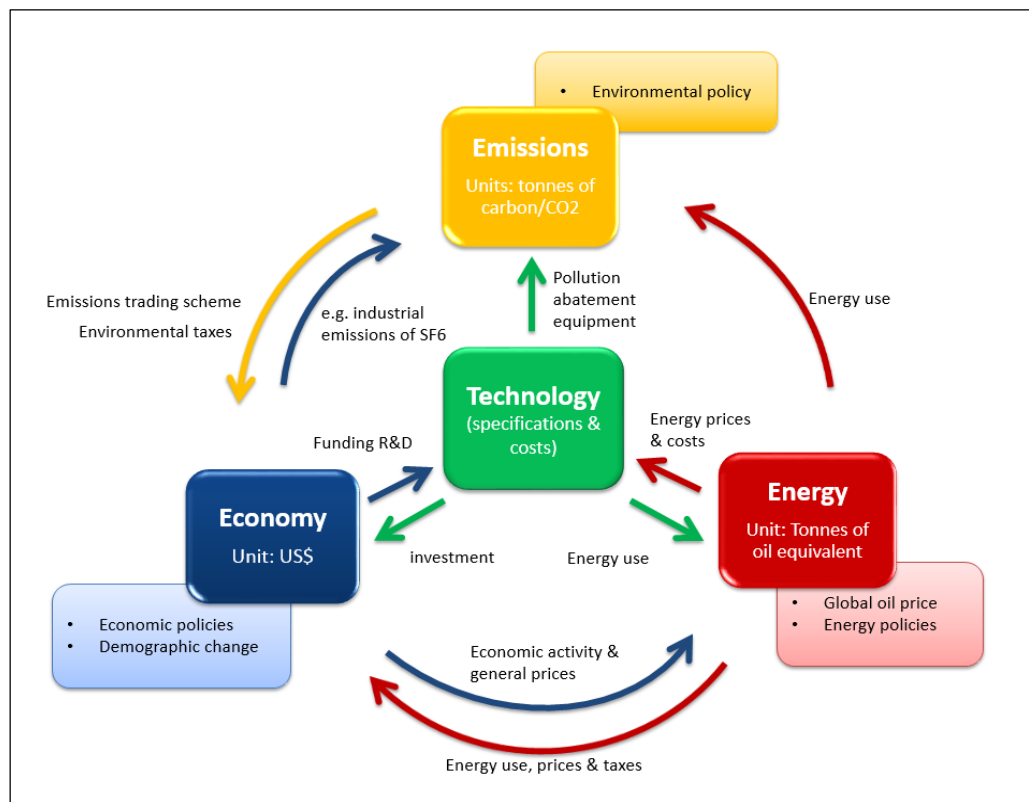 • Environmental policy
Emissions
Units: tonnes of
carbon/CO2
Emissions trading scheme
Environmental taxes
e.g. industrial
emissions of SF6
Pollution
abatement
equipment
Energy use
Technology
(specifications &
costs)
Funding R&D
Energy prices
& costs
Economy
Unit: US$
investment
Energy use
Energy
Unit: Tonnes of
oil equivalent
• Economic policies
• Demographic change
• Global oil price
• Energy policies
Economic activity &
general prices
Energy use, prices & taxes